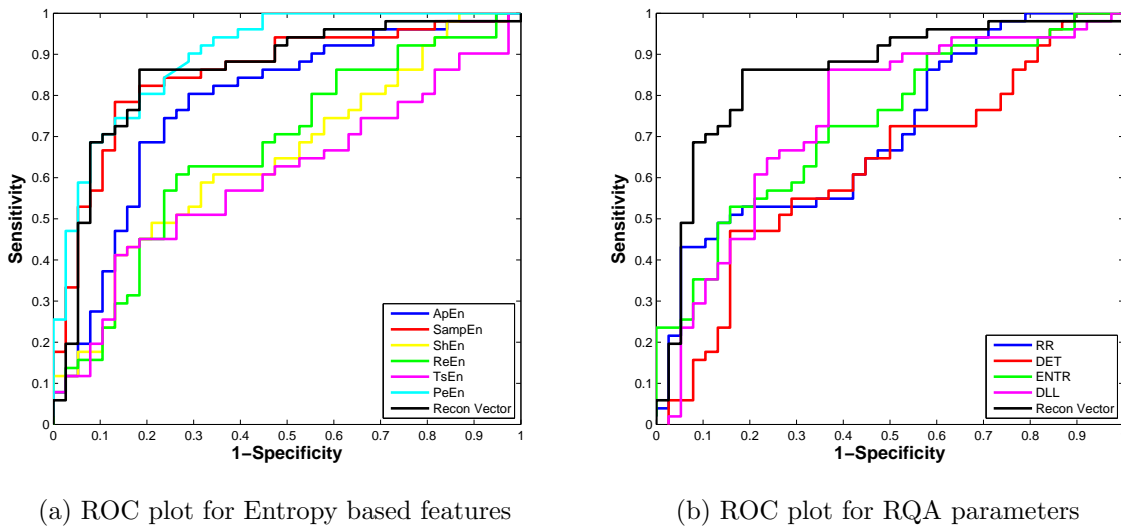 1
0.9
0.8
0.7
0.6
0.5
0.4
0.3
0.2
0.1
0
Sensitivity
0 0.1 0.2 0.3 0.4 0.5 0.6 0.7 0.8 0.9 1
1−Specificity
ApEn
SampEn
ShEn
ReEn
TsEn
PeEn
Recon Vector
(a) ROC plot for Entropy based features
1
0.9
0.8
0.7
0.6
0.5
0.4
0.3
0.2
0.1
0
Sensitivity
0 0.1 0.2 0.3 0.4 0.5 0.6 0.7 0.8 0.9
1−Specificity
RR
DET
ENTR
DLL
Recon Vector
(b) ROC plot for RQA parameters